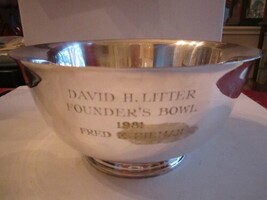 DAVID H. LITTER
FOUNDER'S BOWL
1981
FRED